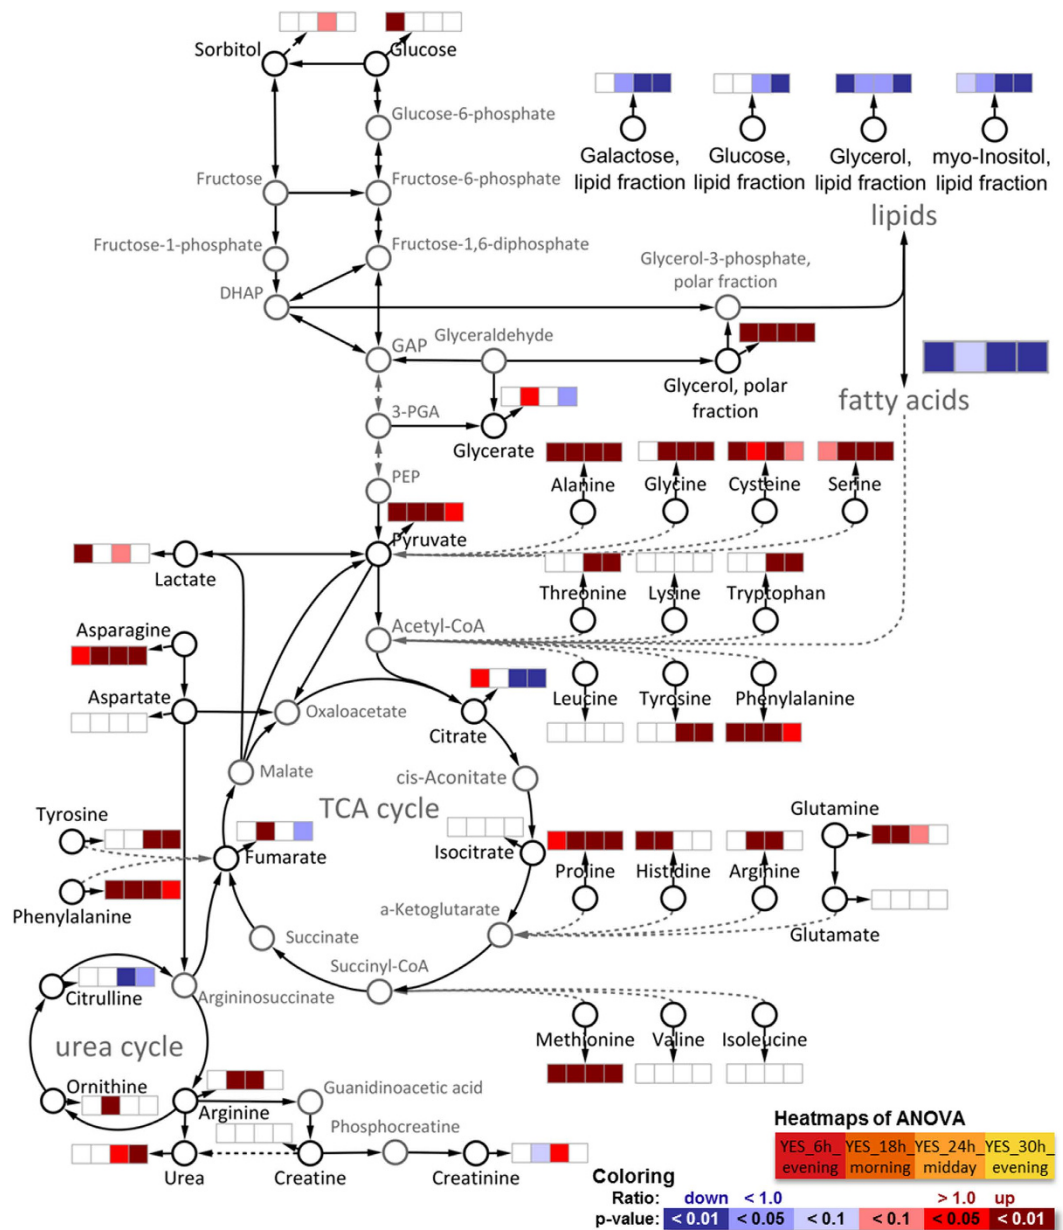 Sorbitol
Glucose
Glucose-6-phosphate
Galactose,
lipid fraction
Glucose,
lipid fraction
Glycerol,
lipid fraction
myo-Inositol,
lipid fraction
lipids
Fructose
Fructose-6-phosphate
Fructose-1-phosphate
Fructose-1,6-diphosphate
Glycerol-3-phosphate,
polar fraction
DHAP
GAP
Glyceraldehyde
Glycerol, polar
fraction
fatty acids
3-PGA
Glycerate
PEP
Alanine
Glycine
Cysteine
Serine
Pyruvate
Lactate
Threonine
Lysine
Tryptophan
Asparagine
Acetyl-CoA
Aspartate
Leucine
Tyrosine
Phenylalanine
Oxaloacetate
Citrate
Malate
cis-Aconitate
TCA cycle
Tyrosine
Fumarate
Isocitrate
Proline
Histidine
Arginine
Glutamine
Phenylalanine
a-Ketoglutarate
Glutamate
Succinate
Succinyl-CoA
Citrulline
Argininosuccinate
urea cycle
Methionine
Valine
Isoleucine
Ornithine
Arginine
Guanidinoacetic acid
Phosphocreatine
Urea
Creatine
Creatinine
Heatmaps of ANOVA
YES_6h_ YES_18h_ YES_24h_ YES_30h_
evening morning midday evening
Coloring
Ratio: down < 1.0 > 1.0 up
p-value: < 0.01 < 0.05 < 0.1 < 0.1 < 0.05 < 0.01